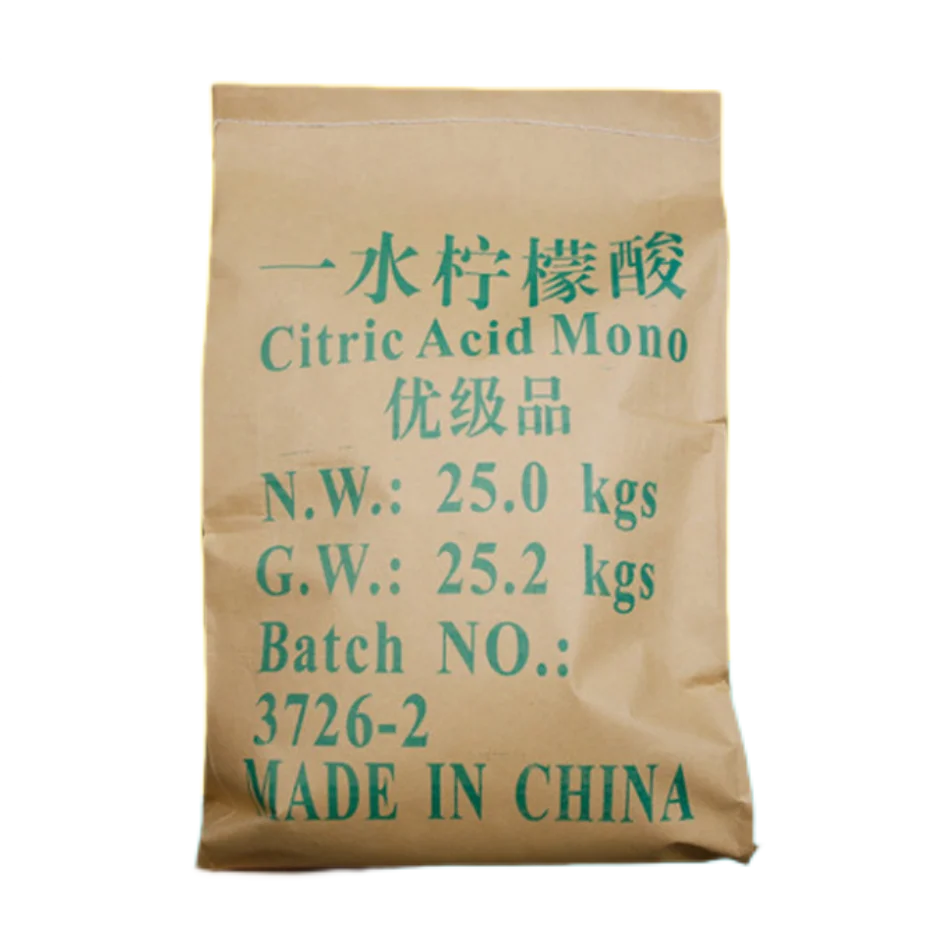 一水柠檬酸
Citric Acid Mono
优级品
N.W.: 25.0 kgs
G.W.: 25.2 kgs
Batch NO.:
3726-2
MADE IN CHINA